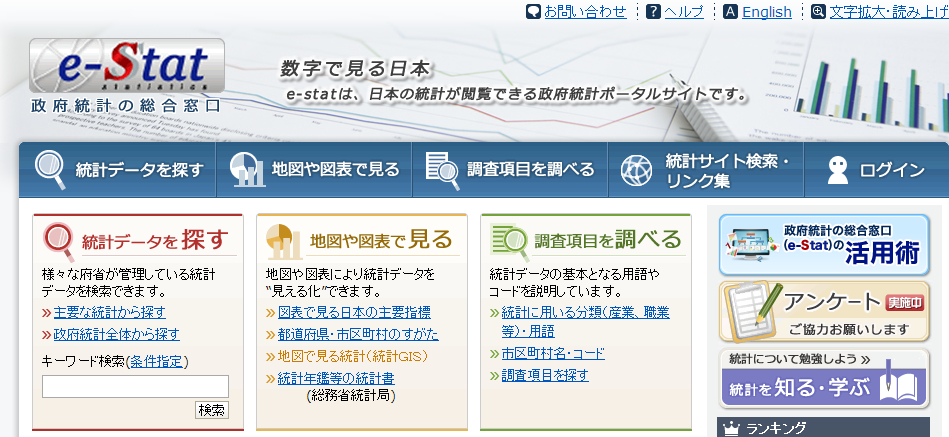 お問い合わせ
ヘルプ
English
文字拡大・読み上げ
e-Stat
statistics
政府統計の総合窓口
数字で見る日本
e-statは、日本の統計が閲覧できる政府統計ポータルサイトです。
統計データを探す
地図や図表で見る
調査項目を調べる
統計サイト検索・
リンク集
ログイン
統計データを 探す
様々な府省が管理している統計
データを検索できます。
主要な統計から探す
政府統計全体から探す
キーワード検索(条件指定)
検索
地図や図表で 見る
地図や図表により統計データを
“見える化”できます。
図表で見る日本の主要指標
都道府県・市区町村のすがた
地図で見る統計(統計GIS)
統計年鑑等の統計書
(総務省統計局)
調査項目を 調べる
統計データの基本となる用語や
コードを説明しています。
統計に用いる分類(産業、職業
等)・用語
市区町村名・コード
調査項目を探す
政府統計の総合窓口
(e-Stat)の活用術
アンケート 実施中
ご協力お願いします
統計について勉強しよう
統計を 知る・学ぶ
ランキング